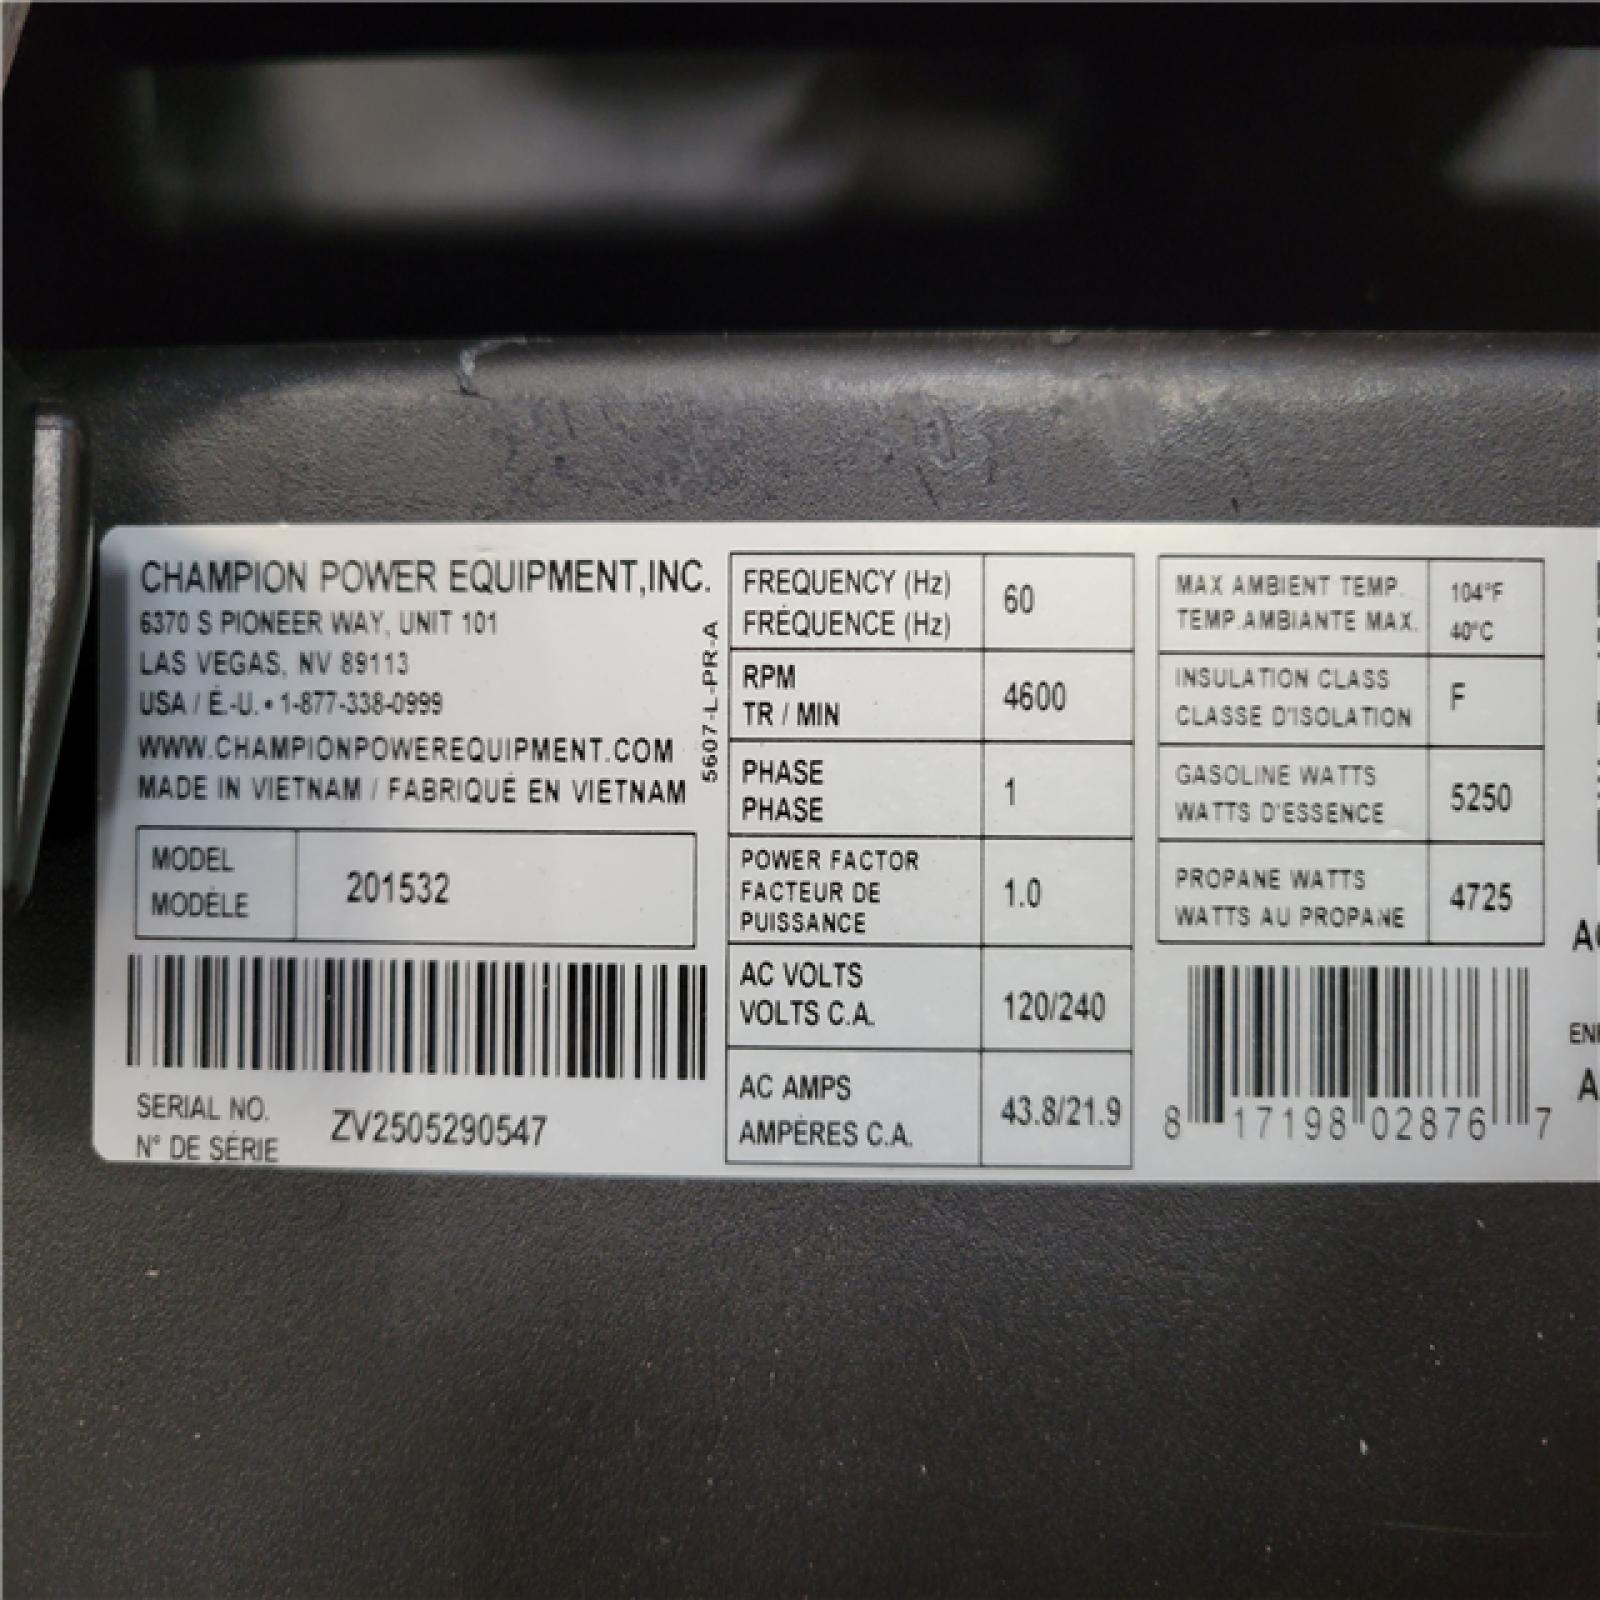 CHAMPION POWER EQUIPMENT,INC.
6370 S PIONEER WAY, UNIT 101
LAS VEGAS, NV 89113
USA / É.-U. • 1-877-338-0999
WWW.CHAMPIONPOWEREQUIPMENT.COM
MADE IN VIETNAM / FABRIQUÉ EN VIETNAM
5607-L-PR-A
MODEL
MODÈLE
201532
SERIAL NO.
N° DE SÉRIE
ZV2505290547
FREQUENCY (Hz)
FRÉQUENCE (Hz)
60
RPM
TR / MIN
4600
PHASE
PHASE
1
POWER FACTOR
FACTEUR DE
PUISSANCE
1.0
AC VOLTS
VOLTS C.A.
120/240
AC AMPS
AMPÈRES C.A.
43.8/21.9
MAX AMBIENT TEMP.
TEMP.AMBIANTE MAX.
104°F
40°C
INSULATION CLASS
CLASSE D'ISOLATION
F
GASOLINE WATTS
WATTS D'ESSENCE
5250
PROPANE WATTS
WATTS AU PROPANE
4725
8 17198 02876 7